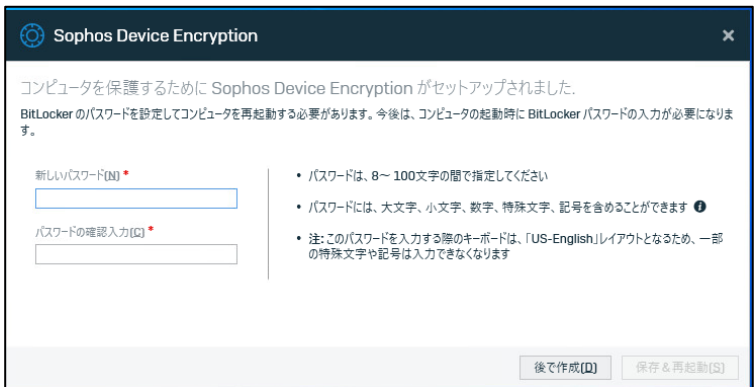 Sophos Device Encryption
コンピュータを保護するために Sophos Device Encryption がセットアップされました.
BitLocker のパスワードを設定してコンピュータを再起動する必要があります。今後は、コンピュータの起動時に BitLocker パスワードの入力が必要になりま
す。
新しいパスワード(N) *
• パスワードは、8～100文字の間で指定してください
• パスワードには、大文字、小文字、数字、特殊文字、記号を含めることができます
パスワードの確認入力(C) *
• 注: このパスワードを入力する際のキーボードは、「US-English」レイアウトとなるため、一部
の特殊文字や記号は入力できなくなります
後で作成(D)
保存 & 再起動(S)